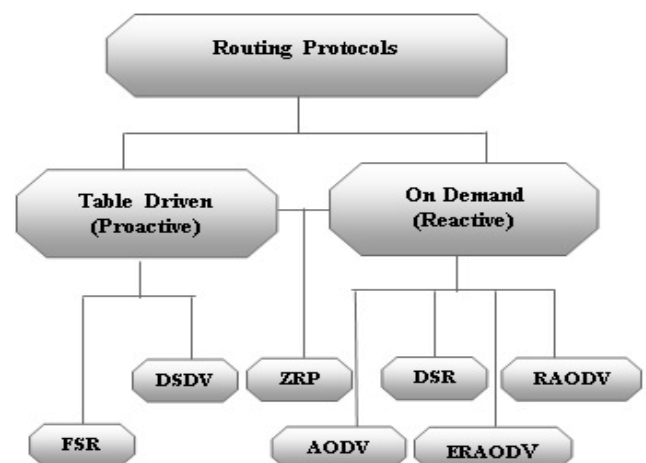 Routing Protocols
Table Driven
(Proactive)
On Demand
(Reactive)
DSDV
ZRP
DSR
RAODV
FSR
AODV
ERAODV